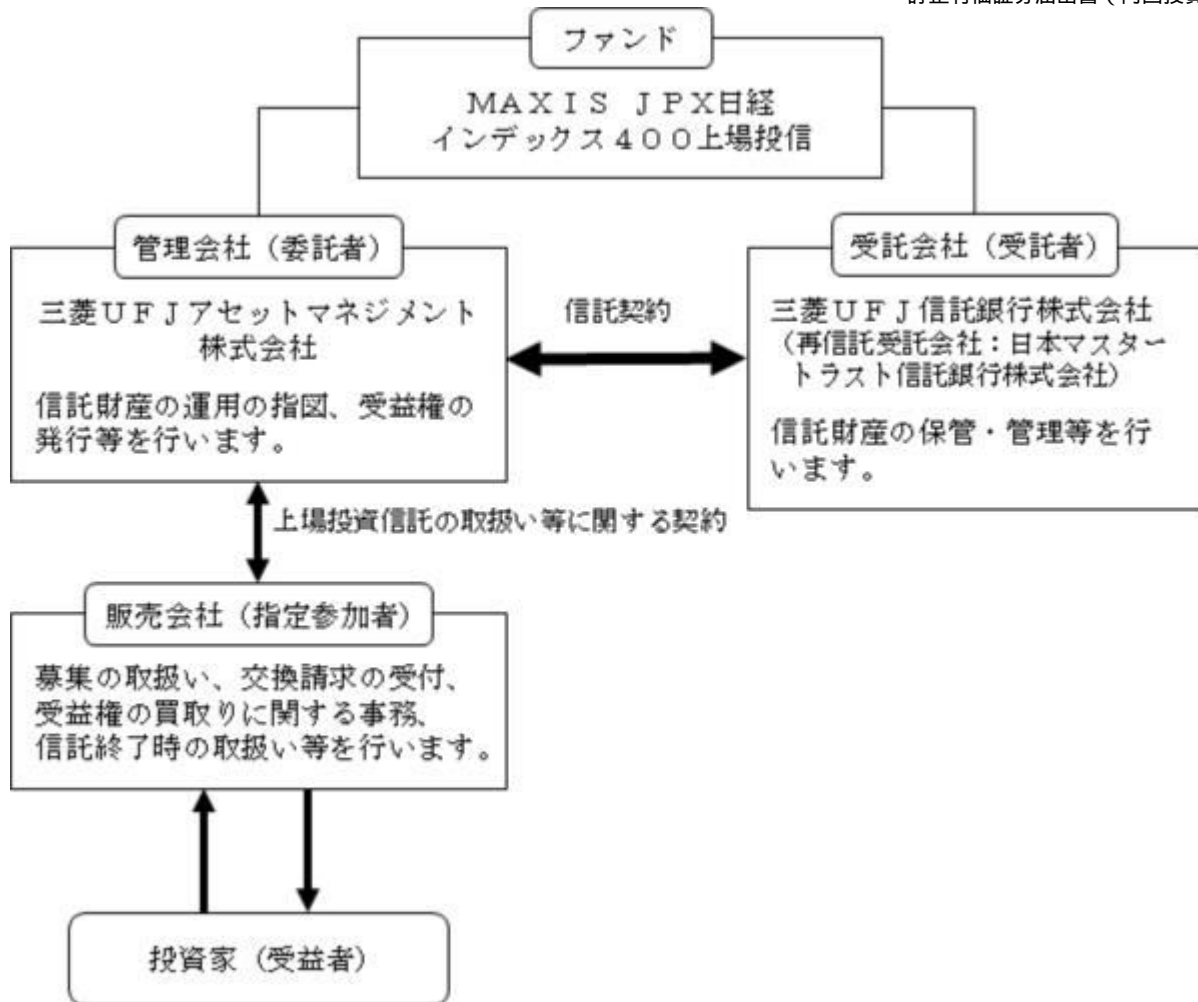 ファンド
MAXIS JPX日経
インデックス400上場投信
管理会社（委託者）
三菱UFJアセットマネジメント
株式会社
信託財産の運用の指図、受益権の
発行等を行います。
信託契約
受託会社（受託者）
三菱UFJ信託銀行株式会社
（再信託受託会社：日本マスター
トラスト信託銀行株式会社）
信託財産の保管・管理等を行
います。
上場投資信託の取扱い等に関する契約
販売会社（指定参加者）
募集の取扱い、交換請求の受付、
受益権の買取りに関する事務、
信託終了時の取扱い等を行います。
投資家（受益者）